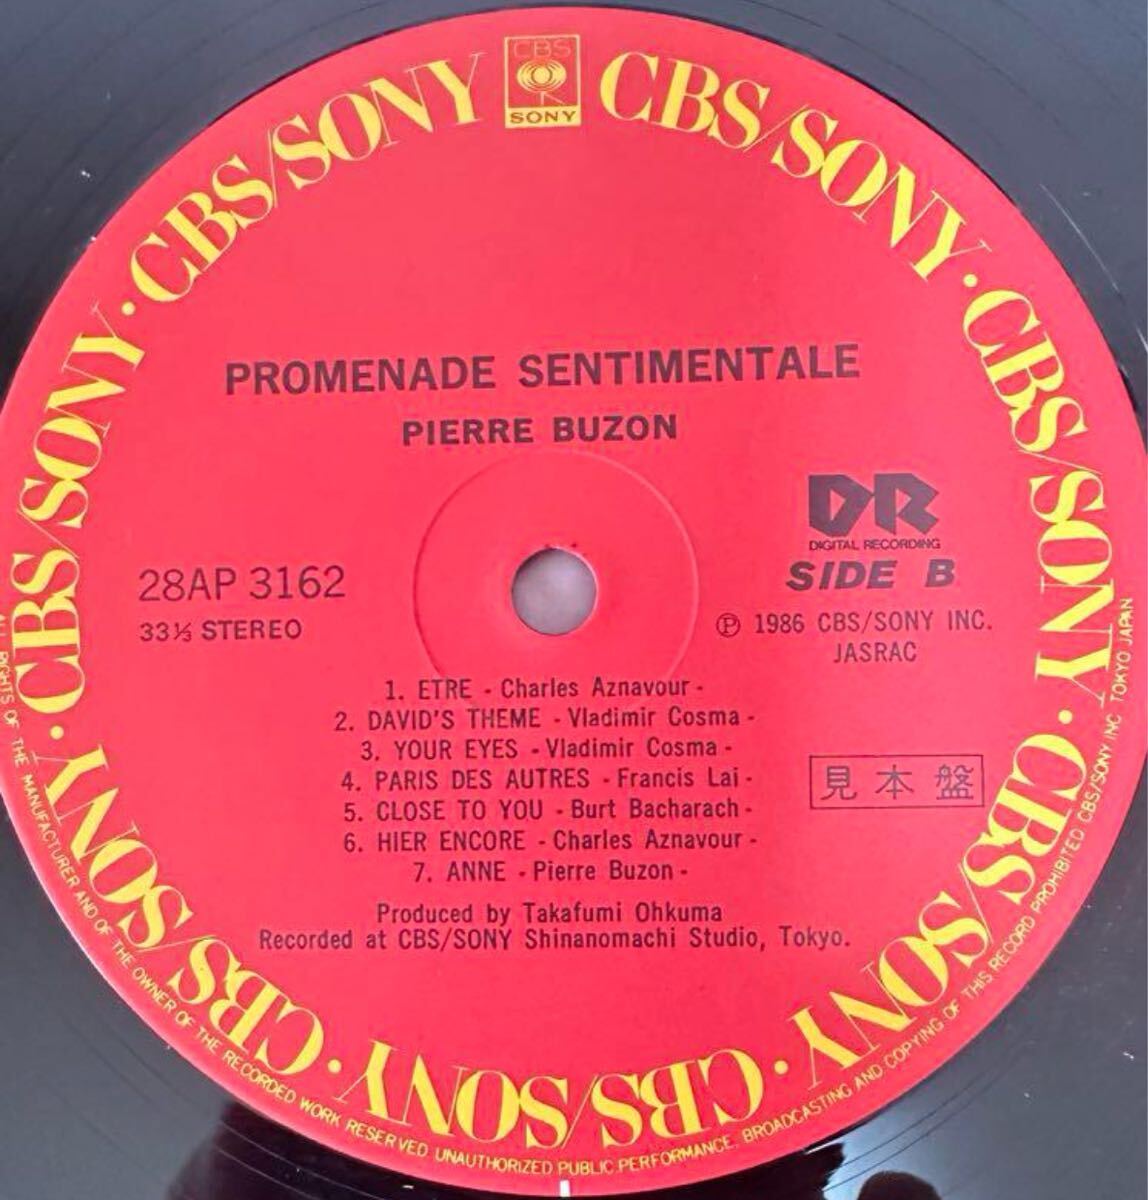 CBS
SONY
CBS/SONY · CBS/SONY · CBS/SONY · CBS/SONY · CBS/SONY · CBS/SONY · CBS/SONY · CBS/SONY · CBS/SONY
PROMENADE SENTIMENTALE
PIERRE BUZON
DR
DIGITAL RECORDING
28AP 3162
SIDE B
33⅓ STEREO
℗ 1986 CBS/SONY INC.
JASRAC
1. ETRE - Charles Aznavour -
2. DAVID'S THEME - Vladimir Cosma -
3. YOUR EYES - Vladimir Cosma -
4. PARIS DES AUTRES - Francis Lai -
5. CLOSE TO YOU - Burt Bacharach -
6. HIER ENCORE - Charles Aznavour -
7. ANNE - Pierre Buzon -
見本盤
Produced by Takafumi Ohkuma
Recorded at CBS/SONY Shinanomachi Studio, Tokyo.
ALL RIGHTS OF THE MANUFACTURER AND OF THE OWNER OF THE RECORDED WORK RESERVED UNAUTHORIZED PUBLIC PERFORMANCE, BROADCASTING AND COPYING OF THIS RECORD PROHIBITED CBS/SONY INC TOKYO JAPAN